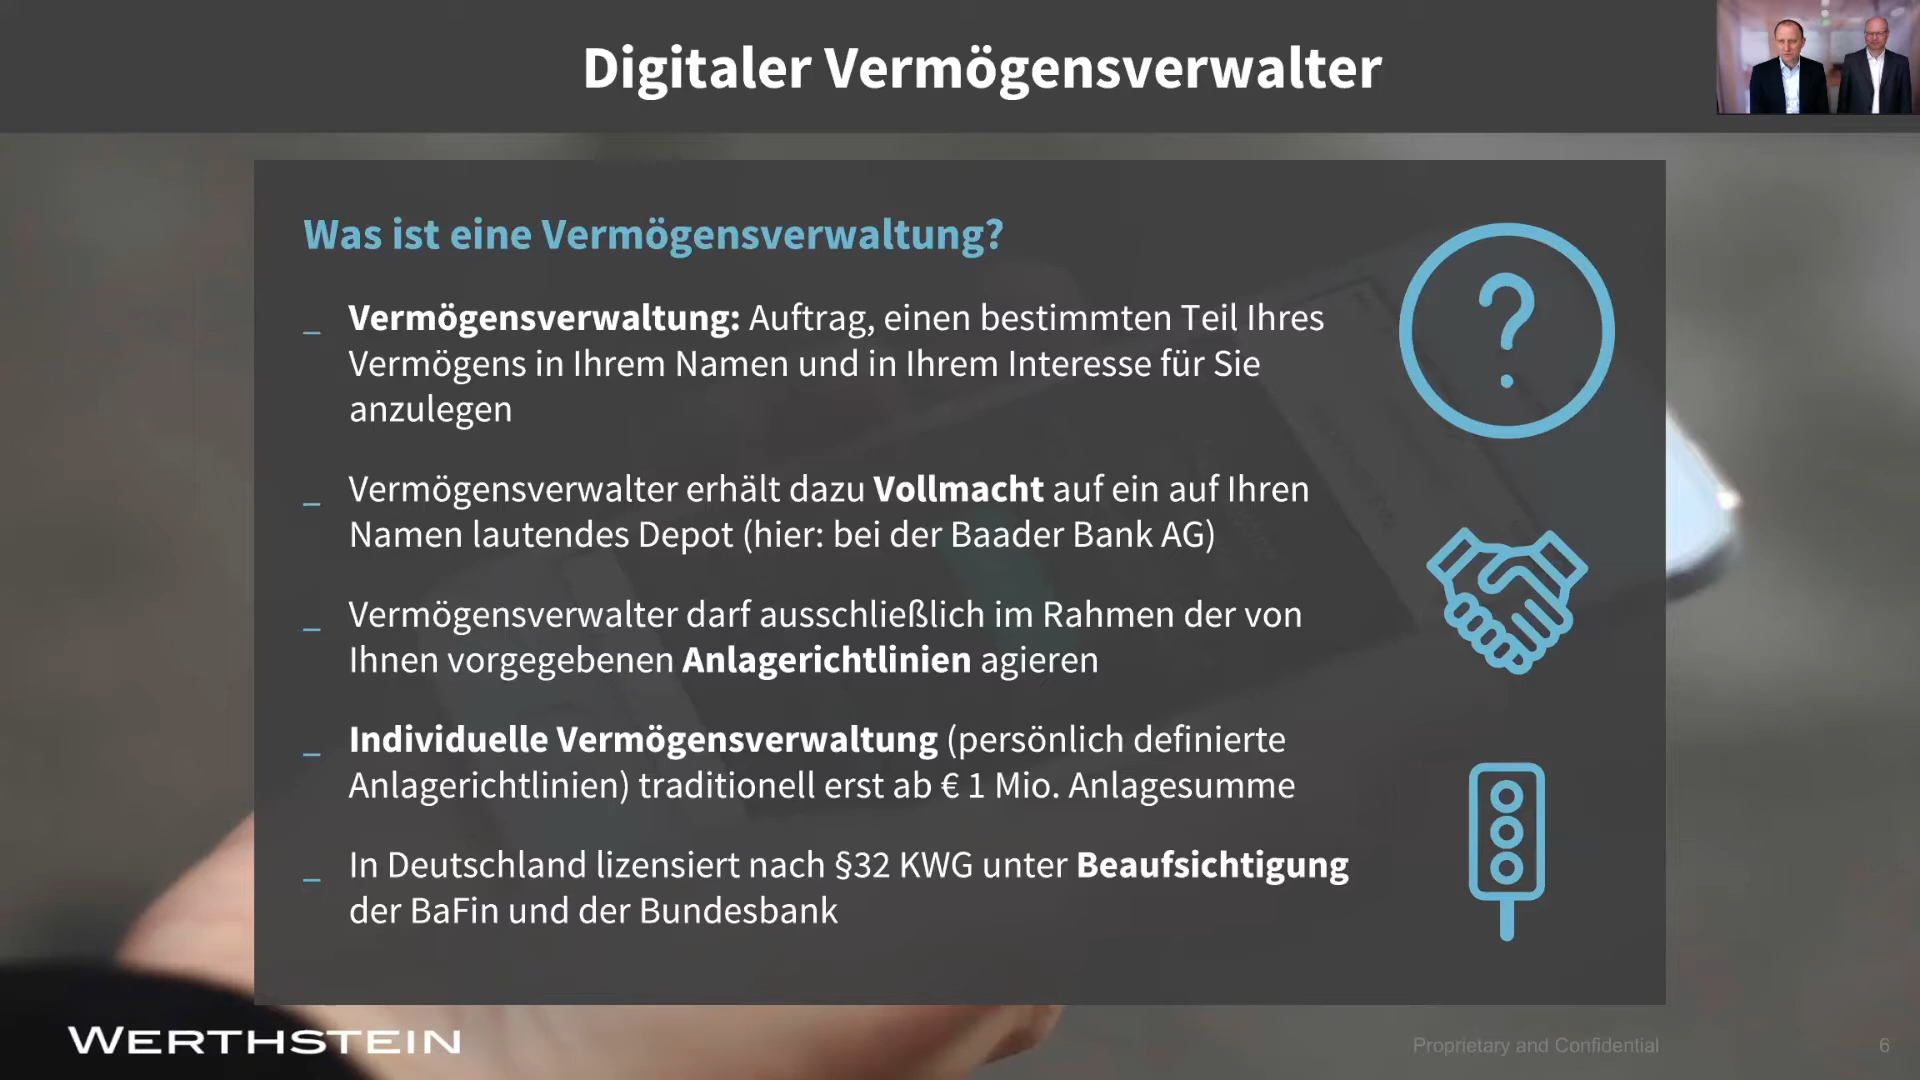 Digitaler Vermögensverwalter
Was ist eine Vermögensverwaltung?
_ Vermögensverwaltung: Auftrag, einen bestimmten Teil Ihres
Vermögens in Ihrem Namen und in Ihrem Interesse für Sie
anzulegen
_ Vermögensverwalter erhält dazu Vollmacht auf ein auf Ihren
Namen lautendes Depot (hier: bei der Baader Bank AG)
_ Vermögensverwalter darf ausschließlich im Rahmen der von
Ihnen vorgegebenen Anlagerichtlinien agieren
_ Individuelle Vermögensverwaltung (persönlich definierte
Anlagerichtlinien) traditionell erst ab € 1 Mio. Anlagesumme
_ In Deutschland lizensiert nach §32 KWG unter Beaufsichtigung
der BaFin und der Bundesbank
WERTHSTEIN
Proprietary and Confidential
6